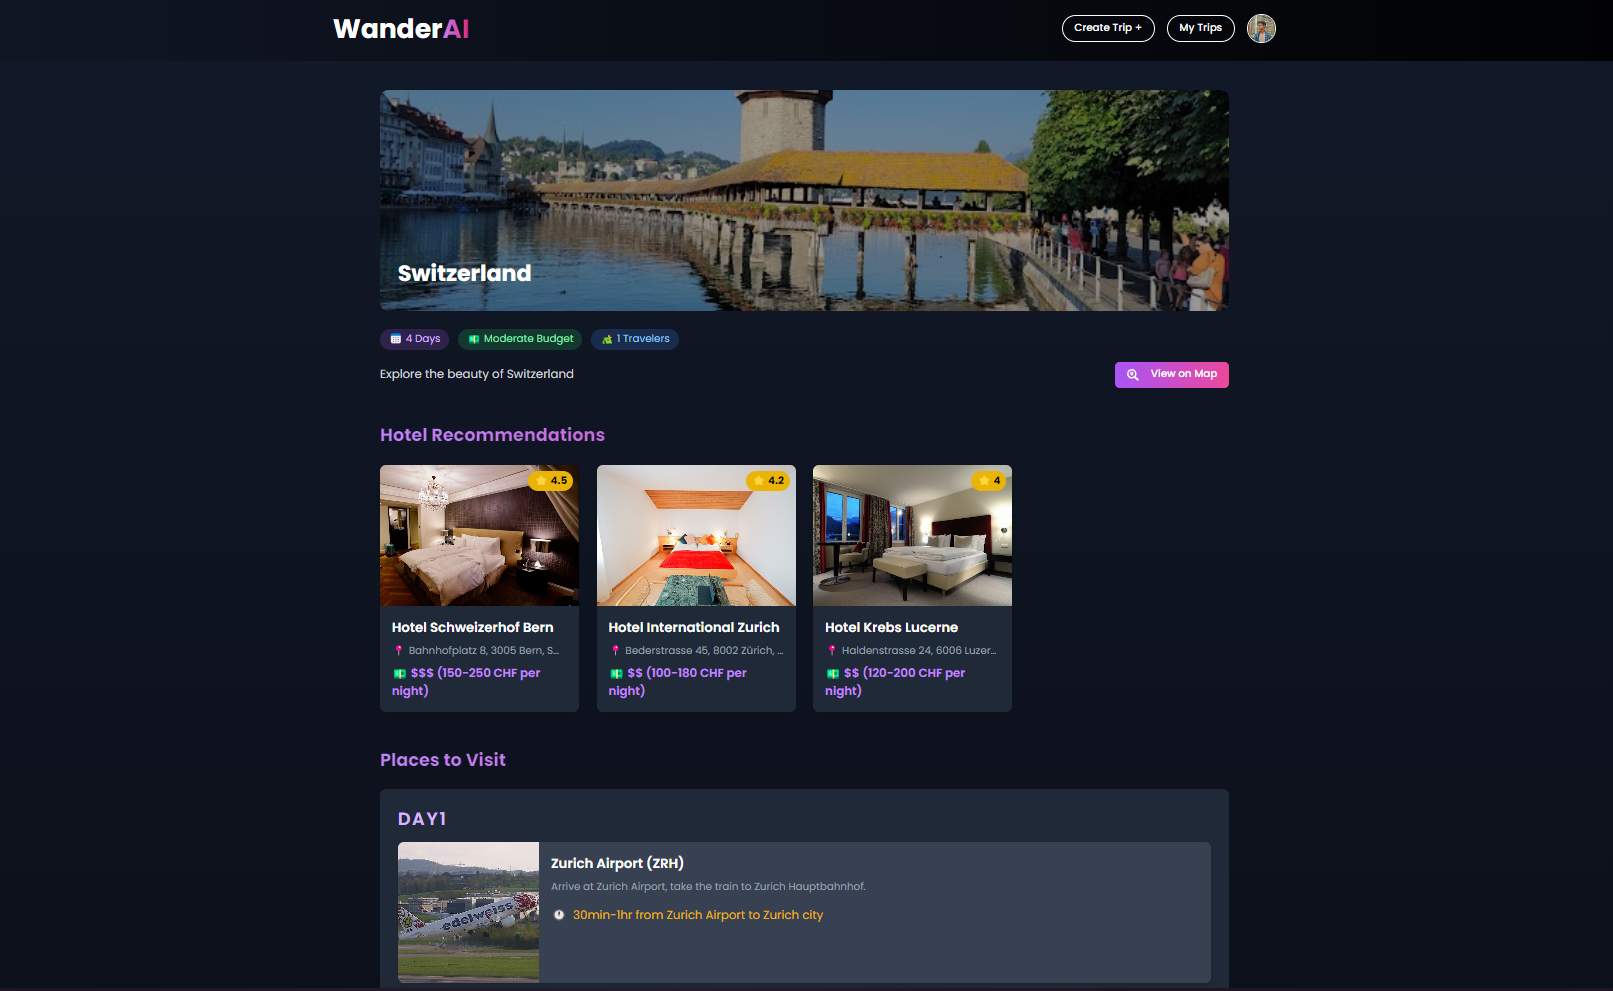 WanderAI
Create Trip +
My Trips
Switzerland
4 Days
Moderate Budget
1 Travelers
Explore the beauty of Switzerland
View on Map
Hotel Recommendations
4.5
4.2
4
Hotel Schweizerhof Bern
Bahnhofplatz 8, 3005 Bern, S...
$$$ (150-250 CHF per
night)
Hotel International Zurich
Bederstrasse 45, 8002 Zürich, ...
$$ (100-180 CHF per
night)
Hotel Krebs Lucerne
Haldenstrasse 24, 6006 Luzer...
$$ (120-200 CHF per
night)
Places to Visit
DAY1
edelweiss
Zurich Airport (ZRH)
Arrive at Zurich Airport, take the train to Zurich Hauptbahnhof.
30min-1hr from Zurich Airport to Zurich city